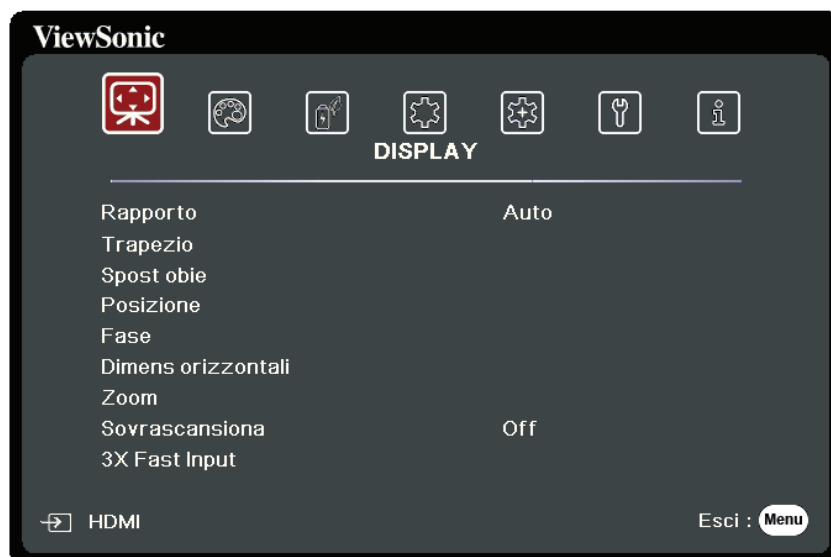 ViewSonic
DISPLAY
Rapporto Auto
Trapezio
Spost obie
Posizione
Fase
Dimens orizzontali
Zoom
Sovrascansiona Off
3X Fast Input
HDMI Esci : Menu